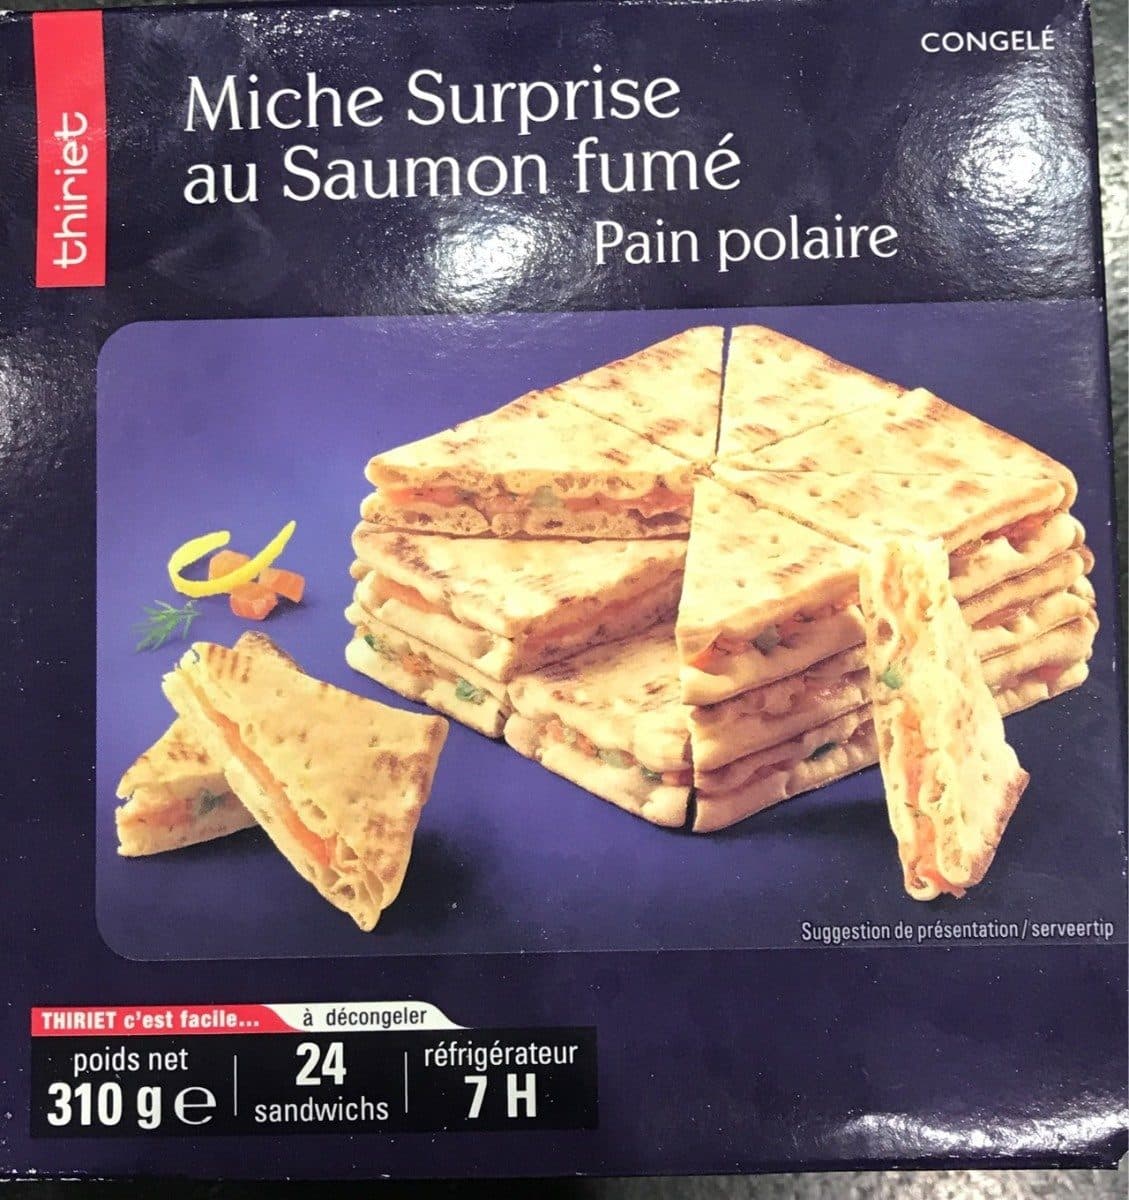 thiriet
CONGELÉ
Miche Surprise
au Saumon fumé
Pain polaire
Suggestion de présentation / serveertip
THIRIET c'est facile... à décongeler
poids net
310 g e
24
sandwichs
réfrigérateur
7 H